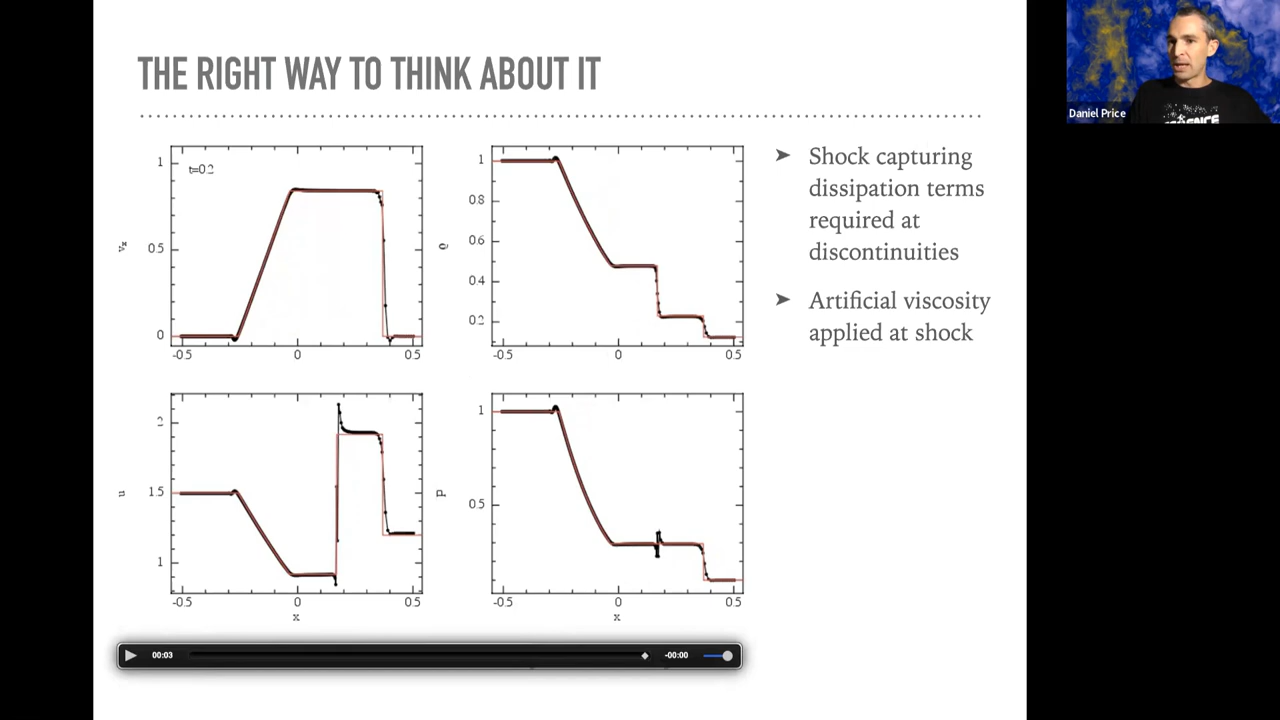 THE RIGHT WAY TO THINK ABOUT IT
Daniel Price
➤ Shock capturing
dissipation terms
required at
discontinuities
➤ Artificial viscosity
applied at shock
t=0.2
1
0.5
0
vₓ
-0.5 0 0.5
1
0.8
0.6
0.4
0.2
ρ
-0.5 0 0.5
2
1.5
1
u
-0.5 0 0.5
x
1
0.5
p
-0.5 0 0.5
x
00:03
-00:00